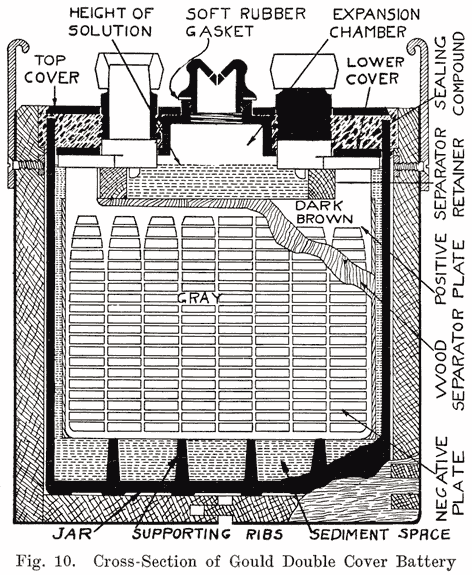 HEIGHT OF
SOLUTION
SOFT RUBBER
GASKET
EXPANSION
CHAMBER
TOP
COVER
LOWER
COVER
SEALING
COMPOUND
SEPARATOR
RETAINER
POSITIVE
PLATE
WOOD
SEPARATOR
NEGATIVE
PLATE
DARK
BROWN
GRAY
JAR
SUPPORTING RIBS
SEDIMENT SPACE
Fig. 10. Cross-Section of Gould Double Cover Battery